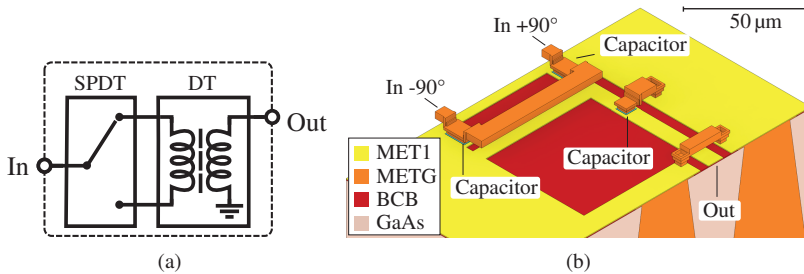 SPDT
DT
In
Out
(a)
50 μm
In +90°
Capacitor
In -90°
MET1
METG
BCB
GaAs
Capacitor
Capacitor
Out
(b)